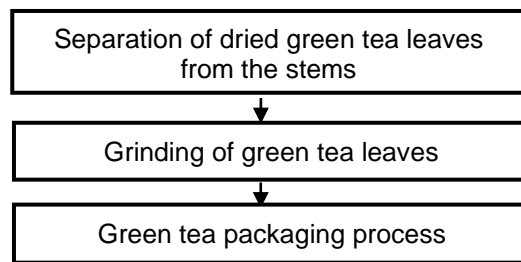 Separation of dried green tea leaves
from the stems
Grinding of green tea leaves
Green tea packaging process